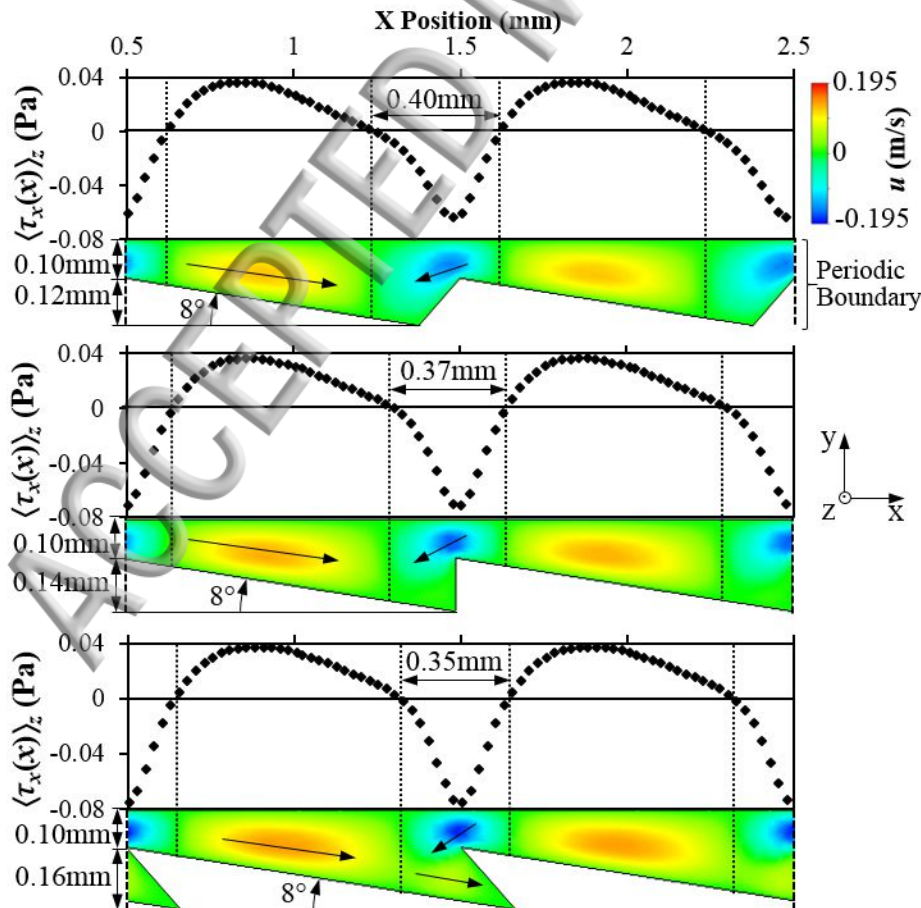 X Position (mm)
0.5 1 1.5 2 2.5
0.04
0
-0.04
-0.08
⟨τx(x)⟩z (Pa)
0.40mm
0.195
0
-0.195
u (m/s)
0.10mm
0.12mm
8°
Periodic
Boundary
0.04
0
-0.04
-0.08
⟨τx(x)⟩z (Pa)
0.37mm
0.10mm
0.14mm
8°
y
z x
0.04
0
-0.04
-0.08
⟨τx(x)⟩z (Pa)
0.35mm
0.10mm
0.16mm
8°
ACCEPTED M